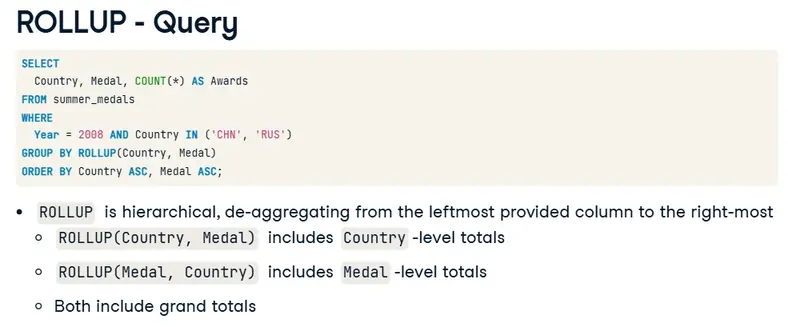 ROLLUP - Query
SELECT
Country, Medal, COUNT(*) AS Awards
FROM summer_medals
WHERE
Year = 2008 AND Country IN ('CHN', 'RUS')
GROUP BY ROLLUP(Country, Medal)
ORDER BY Country ASC, Medal ASC;
• ROLLUP is hierarchical, de-aggregating from the leftmost provided column to the right-most
○ ROLLUP(Country, Medal) includes Country -level totals
○ ROLLUP(Medal, Country) includes Medal -level totals
○ Both include grand totals